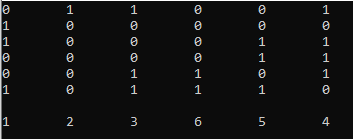 0 1 1 0 0 1
1 0 0 0 0 0
1 0 0 0 1 1
0 0 0 0 1 1
0 0 1 1 0 1
1 0 1 1 1 0
1 2 3 6 5 4